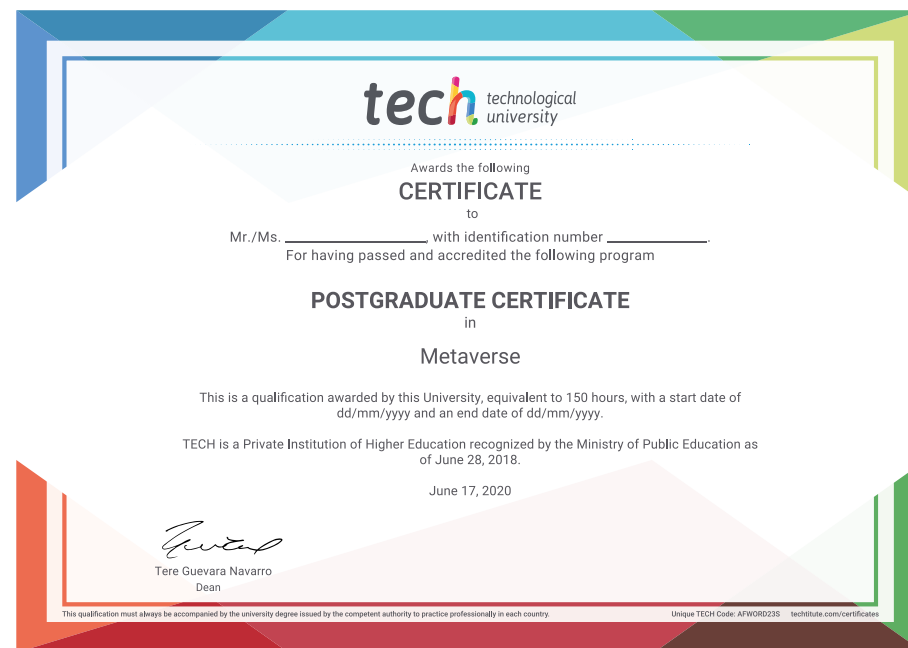 tech technological
university
Awards the following
CERTIFICATE
to
Mr./Ms. ____________, with identification number ____________.
For having passed and accredited the following program
POSTGRADUATE CERTIFICATE
in
Metaverse
This is a qualification awarded by this University, equivalent to 150 hours, with a start date of
dd/mm/yyyy and an end date of dd/mm/yyyy.
TECH is a Private Institution of Higher Education recognized by the Ministry of Public Education as
of June 28, 2018.
June 17, 2020
Tere Guevara Navarro
Dean
This qualification must always be accompanied by the university degree issued by the competent authority to practice professionally in each country. Unique TECH Code: AFWORD23S techtitute.com/certificates